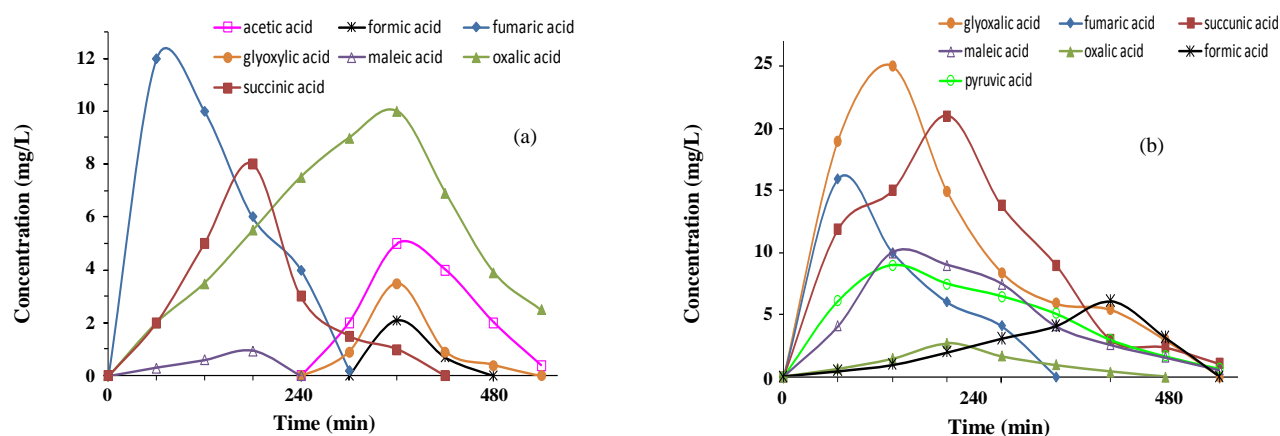 acetic acid formic acid fumaric acid
glyoxylic acid maleic acid oxalic acid
succinic acid
(a)
Concentration (mg/L)
12
10
8
6
4
2
0
0 240 480
Time (min)
glyoxalic acid fumaric acid succunic acid
maleic acid oxalic acid formic acid
pyruvic acid
(b)
Concentration (mg/L)
25
20
15
10
5
0
0 240 480
Time (min)